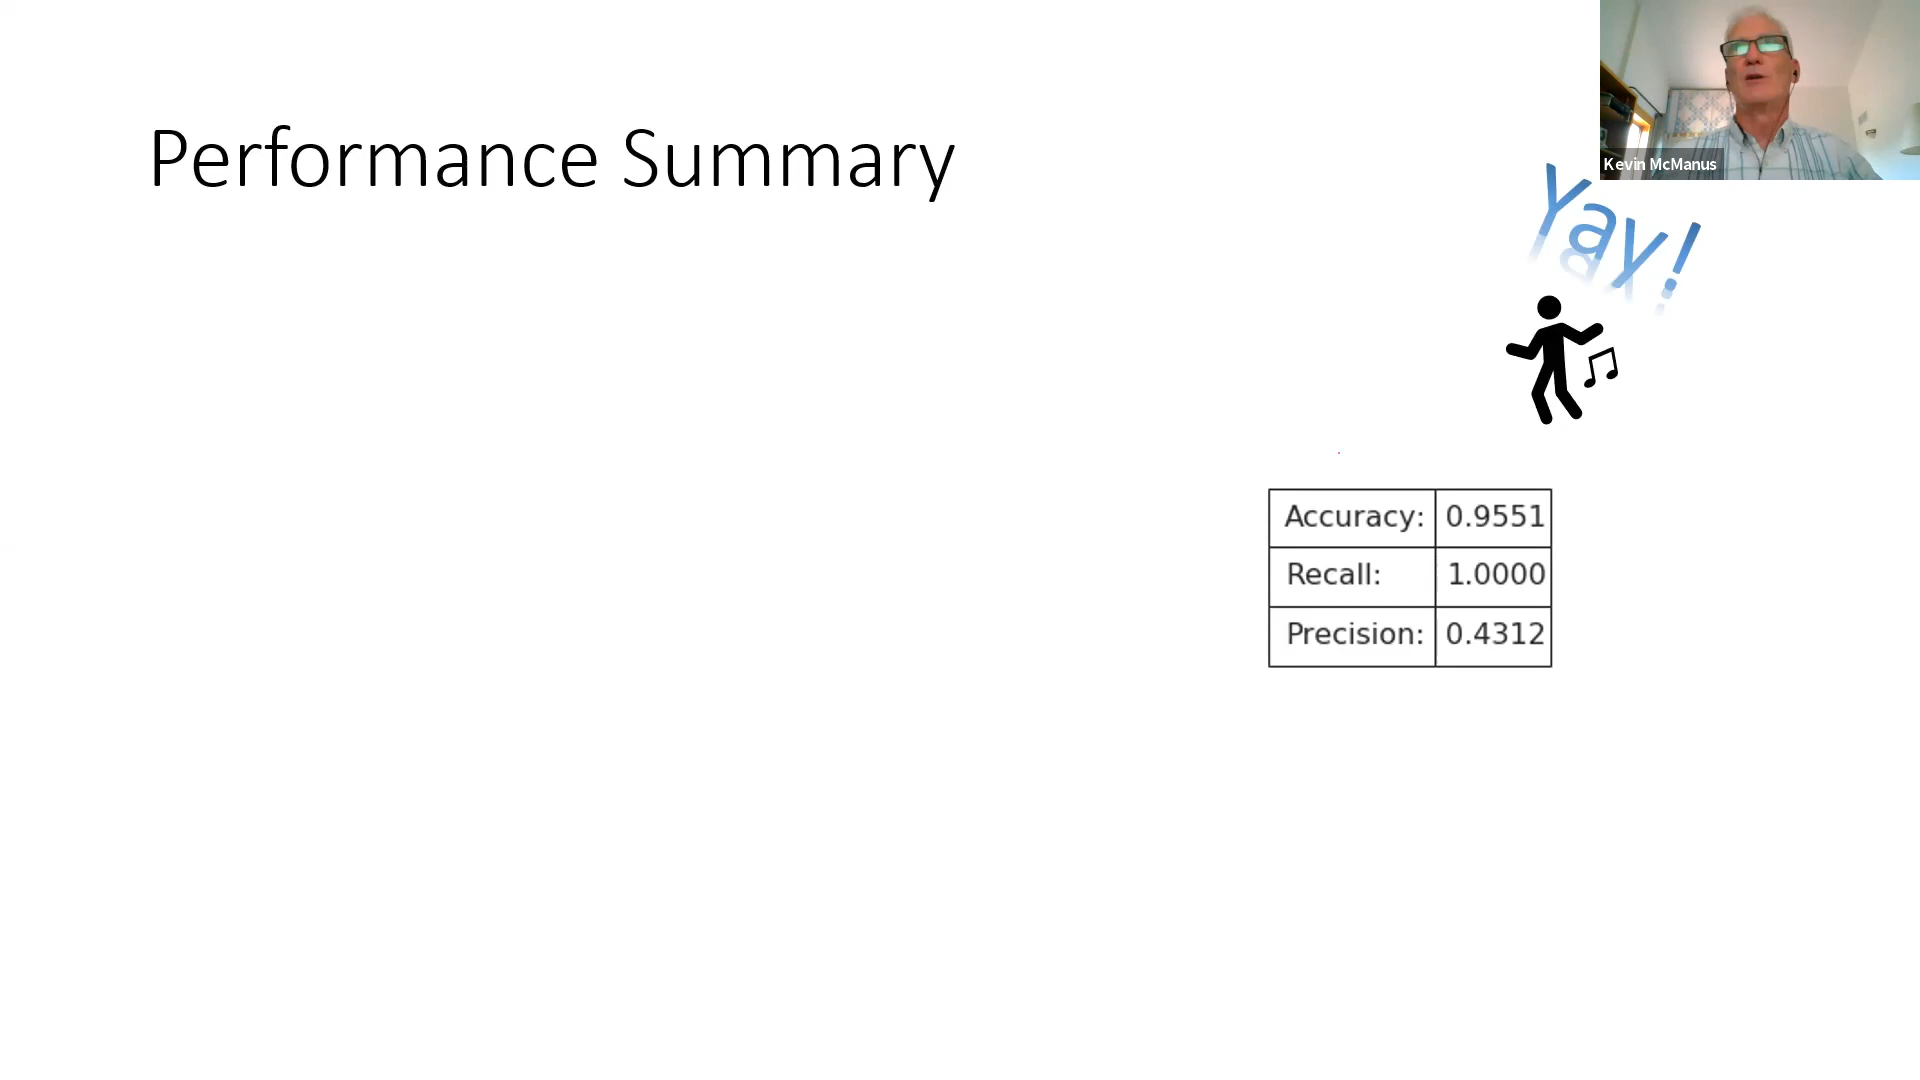 Performance Summary
Kevin McManus
Yay!
Accuracy: 0.9551
Recall: 1.0000
Precision: 0.4312